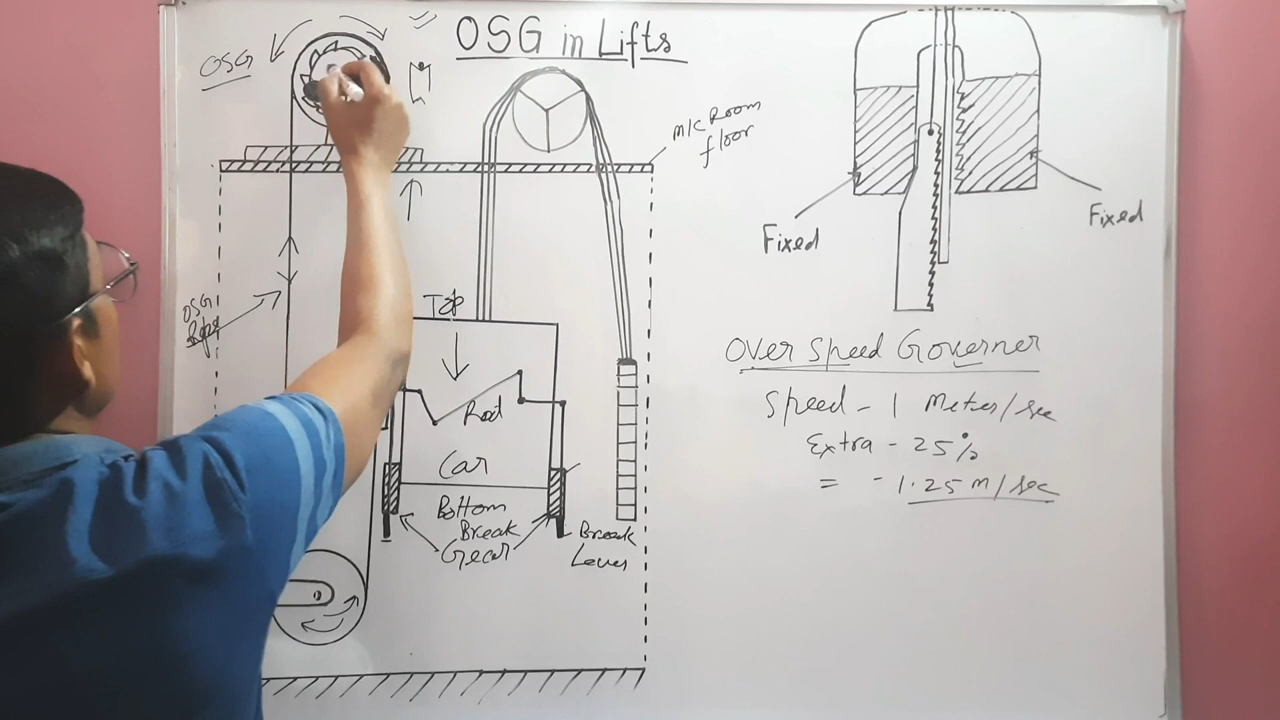 OSG in Lifts
OSG
M/C Room
floor
Fixed
Fixed
OSG
Rope
Top
Rod
Car
Bottom
Break
Gear
Break
Lever
Over Speed Governer
Speed - 1 Meter/sec
Extra - 25%
= - 1.25 m/sec